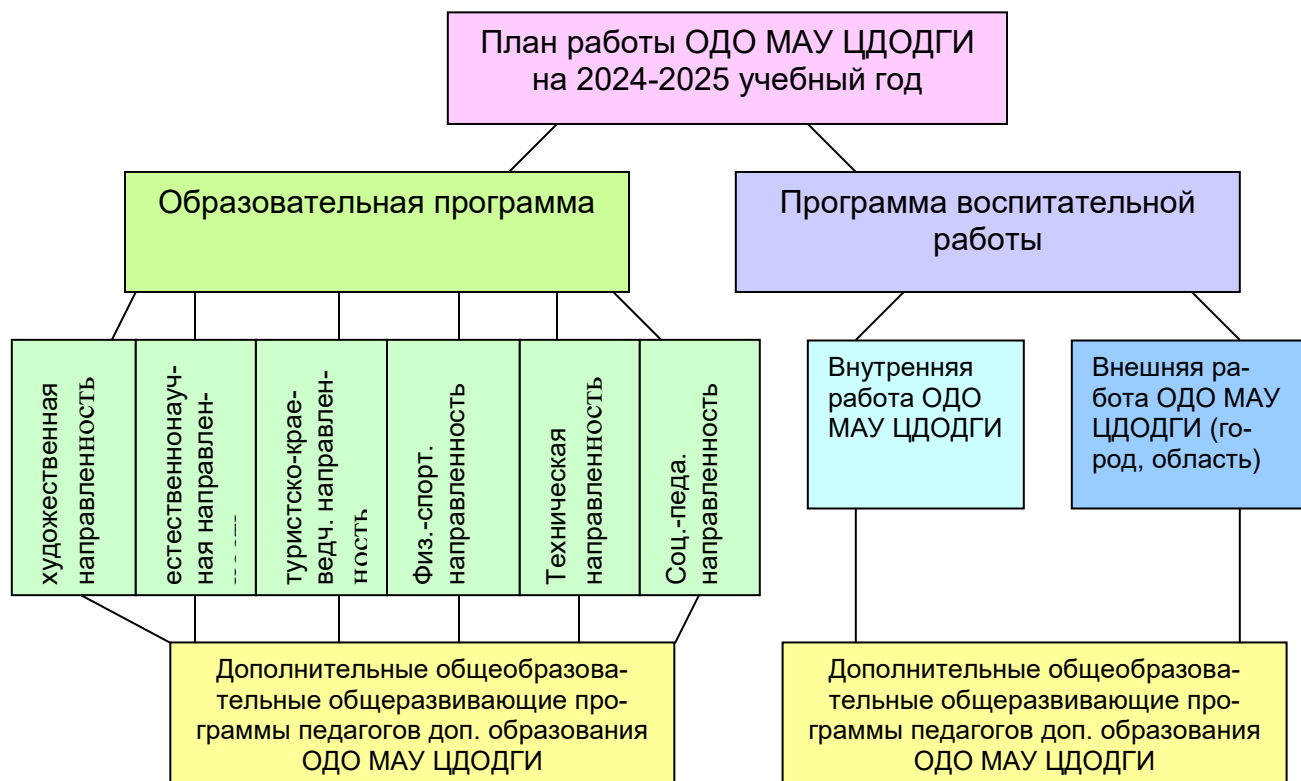 План работы ОДО МАУ ЦДОДГИ
на 2024-2025 учебный год
Образовательная программа
Программа воспитательной
работы
художественная
направленность
естественнонауч-
ная направлен-
туристско-крае-
ведч. направлен-
ность
Физ.-спорт.
направленность
Техническая
направленность
Соц.-педа.
направленность
Внутренняя
работа ОДО
МАУ ЦДОДГИ
Внешняя ра-
бота ОДО МАУ
ЦДОДГИ (го-
род, область)
Дополнительные общеобразова-
тельные общеразвивающие про-
граммы педагогов доп. образования
ОДО МАУ ЦДОДГИ
Дополнительные общеобразова-
тельные общеразвивающие про-
граммы педагогов доп. образования
ОДО МАУ ЦДОДГИ